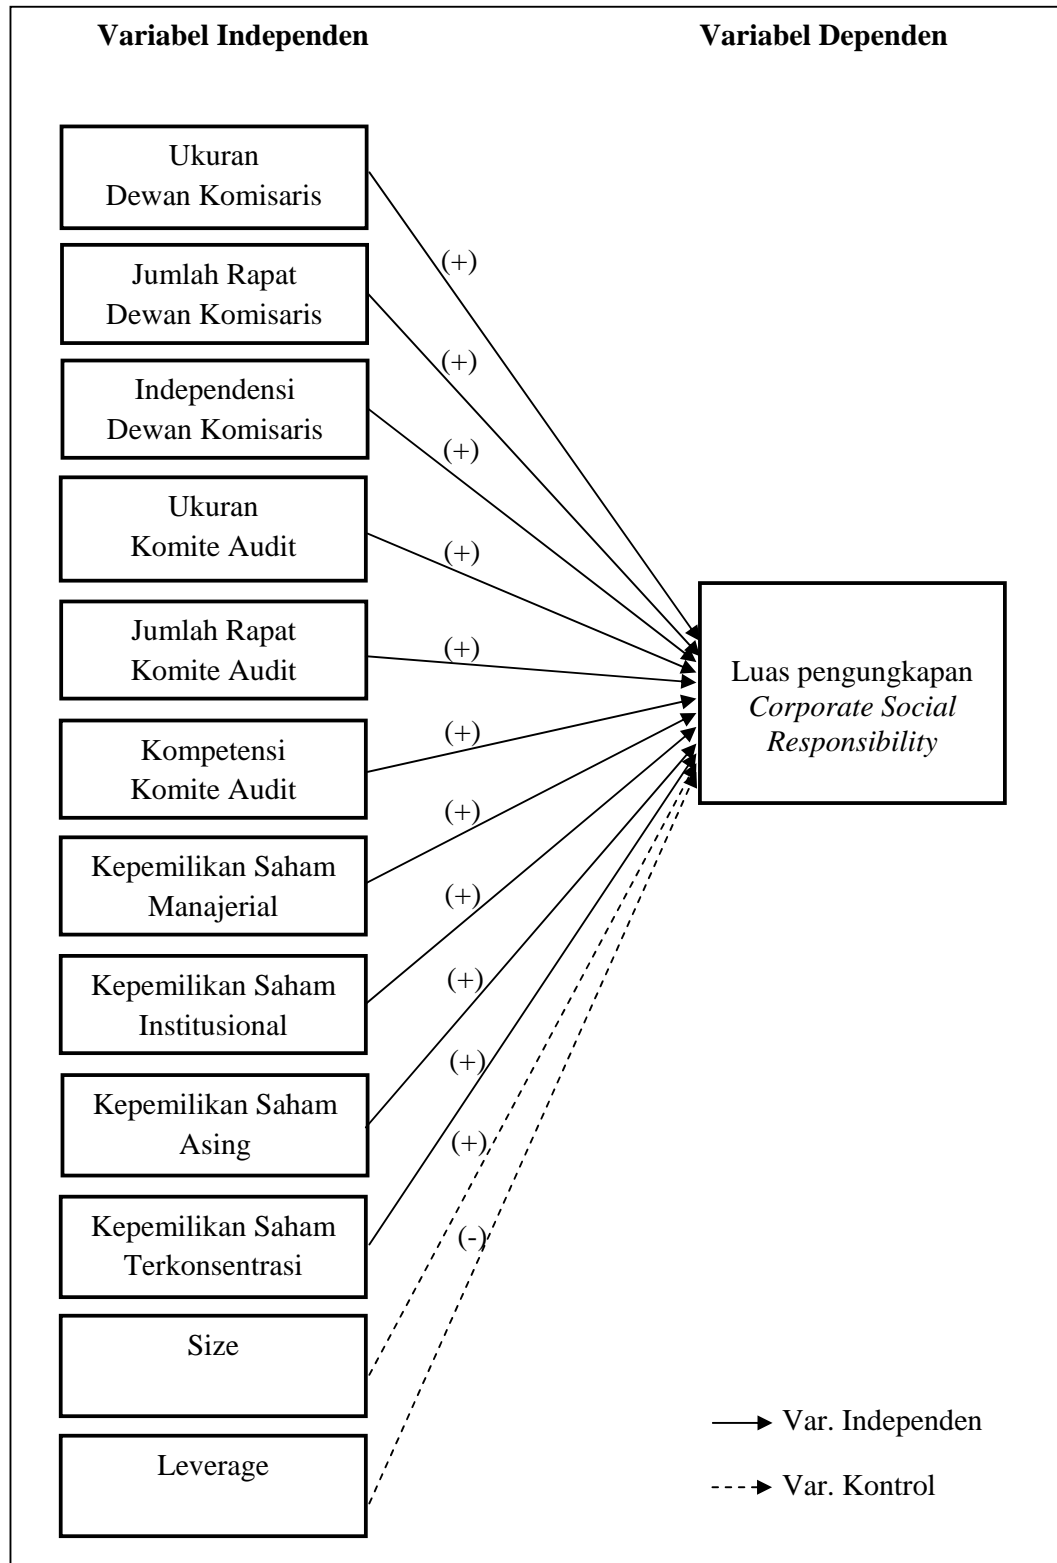 Variabel Independen
Variabel Dependen
Ukuran
Dewan Komisaris
(+)
Jumlah Rapat
Dewan Komisaris
(+)
Independensi
Dewan Komisaris
(+)
Ukuran
Komite Audit
(+)
Jumlah Rapat
Komite Audit
(+)
Kompetensi
Komite Audit
(+)
Kepemilikan Saham
Manajerial
(+)
Kepemilikan Saham
Institusional
(+)
Kepemilikan Saham
Asing
(+)
Kepemilikan Saham
Terkonsentrasi
(+)
Size
(+)
Leverage
(-)
Luas pengungkapan
Corporate Social
Responsibility
Var. Independen
Var. Kontrol